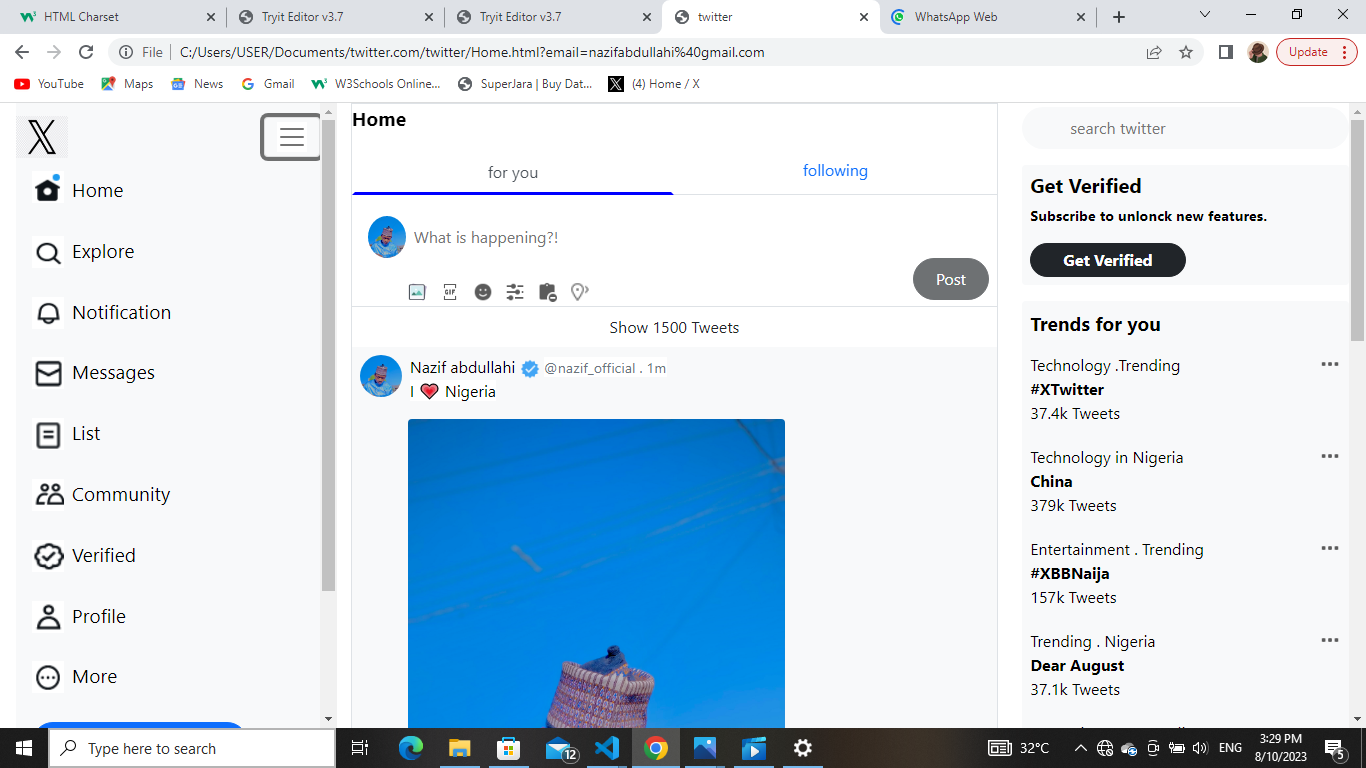 HTML Charset
Tryit Editor v3.7
Tryit Editor v3.7
twitter
WhatsApp Web
File
C:/Users/USER/Documents/twitter.com/twitter/Home.html?email=nazifabdullahi%40gmail.com
Update
YouTube
Maps
News
Gmail
W3Schools Online...
SuperJara | Buy Dat...
(4) Home / X
Home
Explore
Notification
Messages
List
Community
Verified
Profile
More
Home
for you
following
What is happening?!
GIF
Post
Show 1500 Tweets
Nazif abdullahi @nazif_official . 1m
I 💗 Nigeria
search twitter
Get Verified
Subscribe to unlonck new features.
Get Verified
Trends for you
Technology .Trending
#XTwitter
37.4k Tweets
Technology in Nigeria
China
379k Tweets
Entertainment . Trending
#XBBNaija
157k Tweets
Trending . Nigeria
Dear August
37.1k Tweets
Type here to search
12
32°C
ENG
3:29 PM
8/10/2023
5